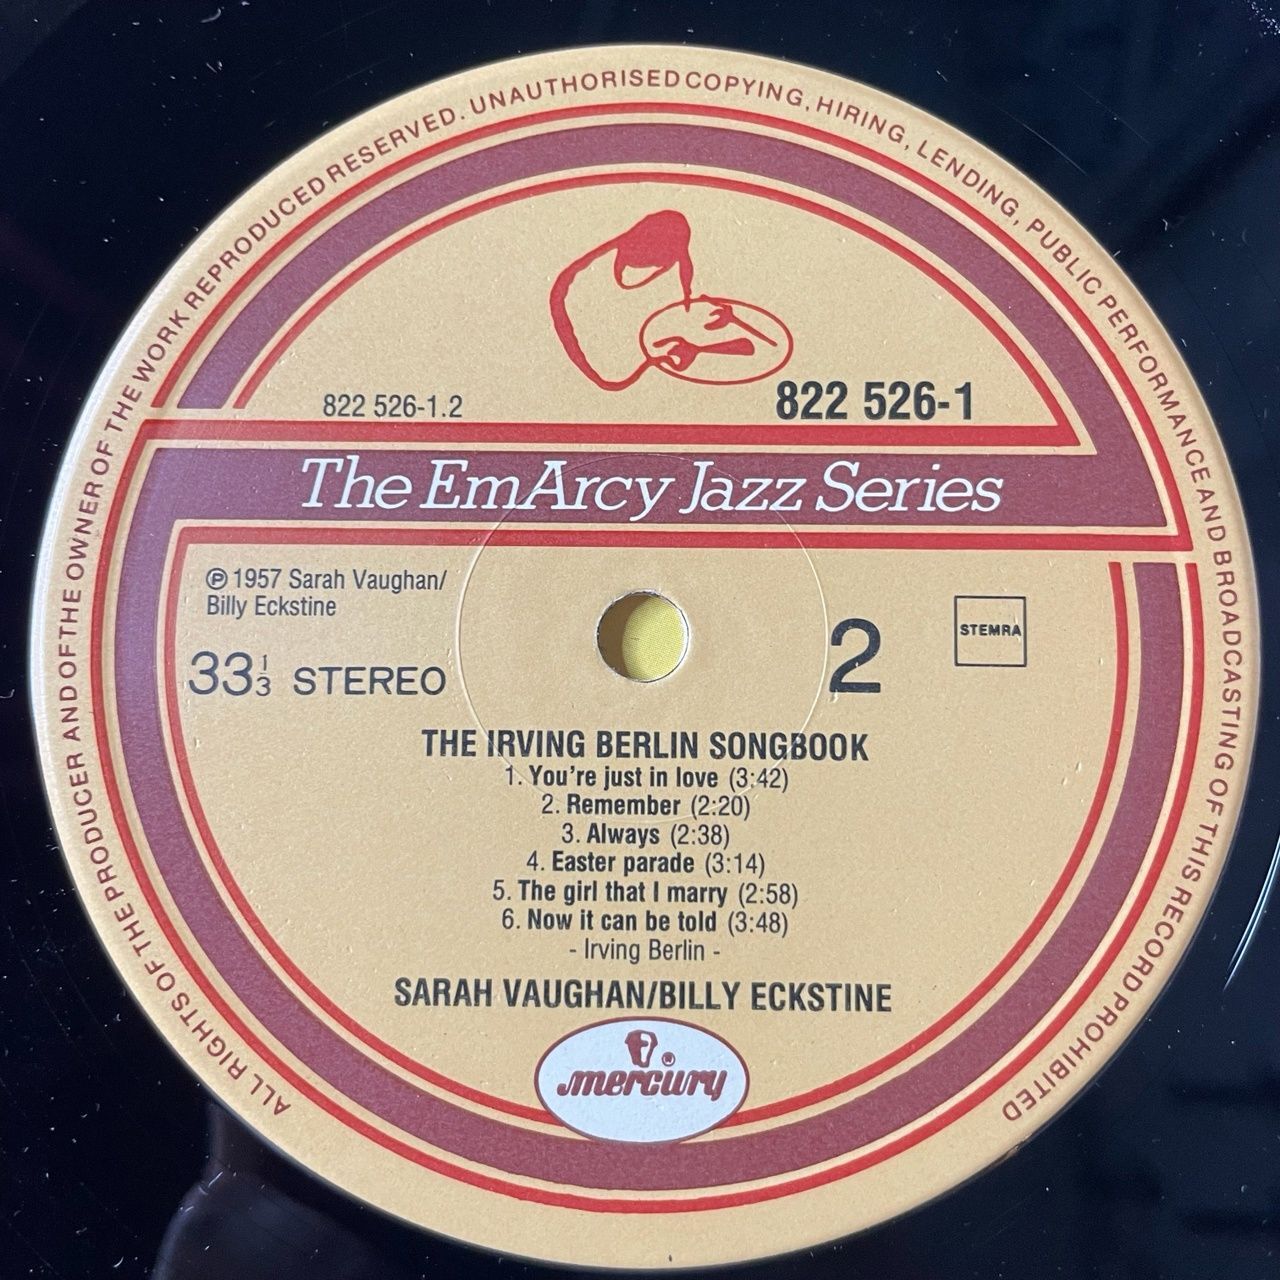 ALL RIGHTS OF THE PRODUCER AND OF THE OWNER OF THE WORK REPRODUCED RESERVED. UNAUTHORISED COPYING, HIRING, LENDING, PUBLIC PERFORMANCE AND BROADCASTING OF THIS RECORD PROHIBITED
822 526-1.2
822 526-1
The EmArcy Jazz Series
℗ 1957 Sarah Vaughan/
Billy Eckstine
33⅓ STEREO
2
STEMRA
THE IRVING BERLIN SONGBOOK
1. You're just in love (3:42)
2. Remember (2:20)
3. Always (2:38)
4. Easter parade (3:14)
5. The girl that I marry (2:58)
6. Now it can be told (3:48)
- Irving Berlin -
SARAH VAUGHAN/BILLY ECKSTINE
mercury®